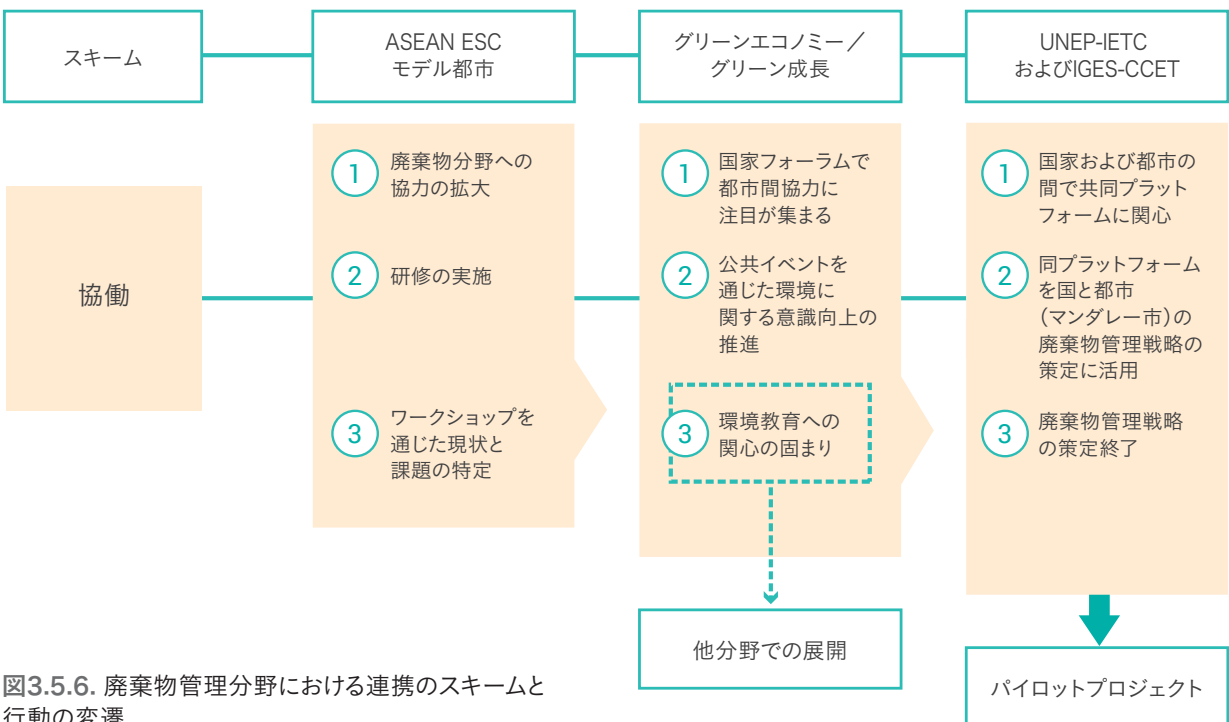 スキーム
ASEAN ESC
モデル都市
グリーンエコノミー／
グリーン成長
UNEP-IETC
およびIGES-CCET
協働
1 廃棄物分野への
協力の拡大
2 研修の実施
3 ワークショップを
通じた現状と
課題の特定
1 国家フォーラムで
都市間協力に
注目が集まる
2 公共イベントを
通じた環境に
関する意識向上の
推進
3 環境教育への
関心の固まり
1 国家および都市の
間で共同プラット
フォームに関心
2 同プラットフォーム
を国と都市
（マンダレー市）の
廃棄物管理戦略の
策定に活用
3 廃棄物管理戦略
の策定終了
他分野での展開
パイロットプロジェクト
図3.5.6. 廃棄物管理分野における連携のスキームと
行動の変遷